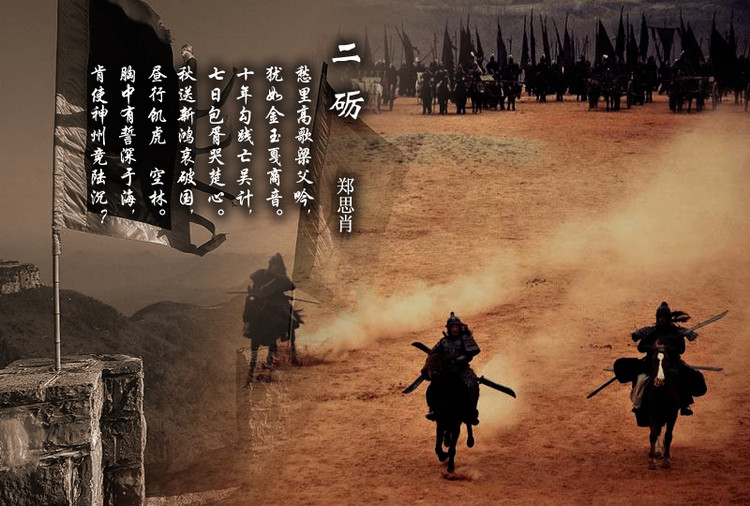 二砺
郑思肖
愁里高歌梁父吟，
犹如金玉戛商音。
十年勾践亡吴计，
七日包胥哭楚心。
秋送新鸿哀破国，
昼行饥虎 空林。
胸中有誓深于海，
肯使神州竟陆沉？